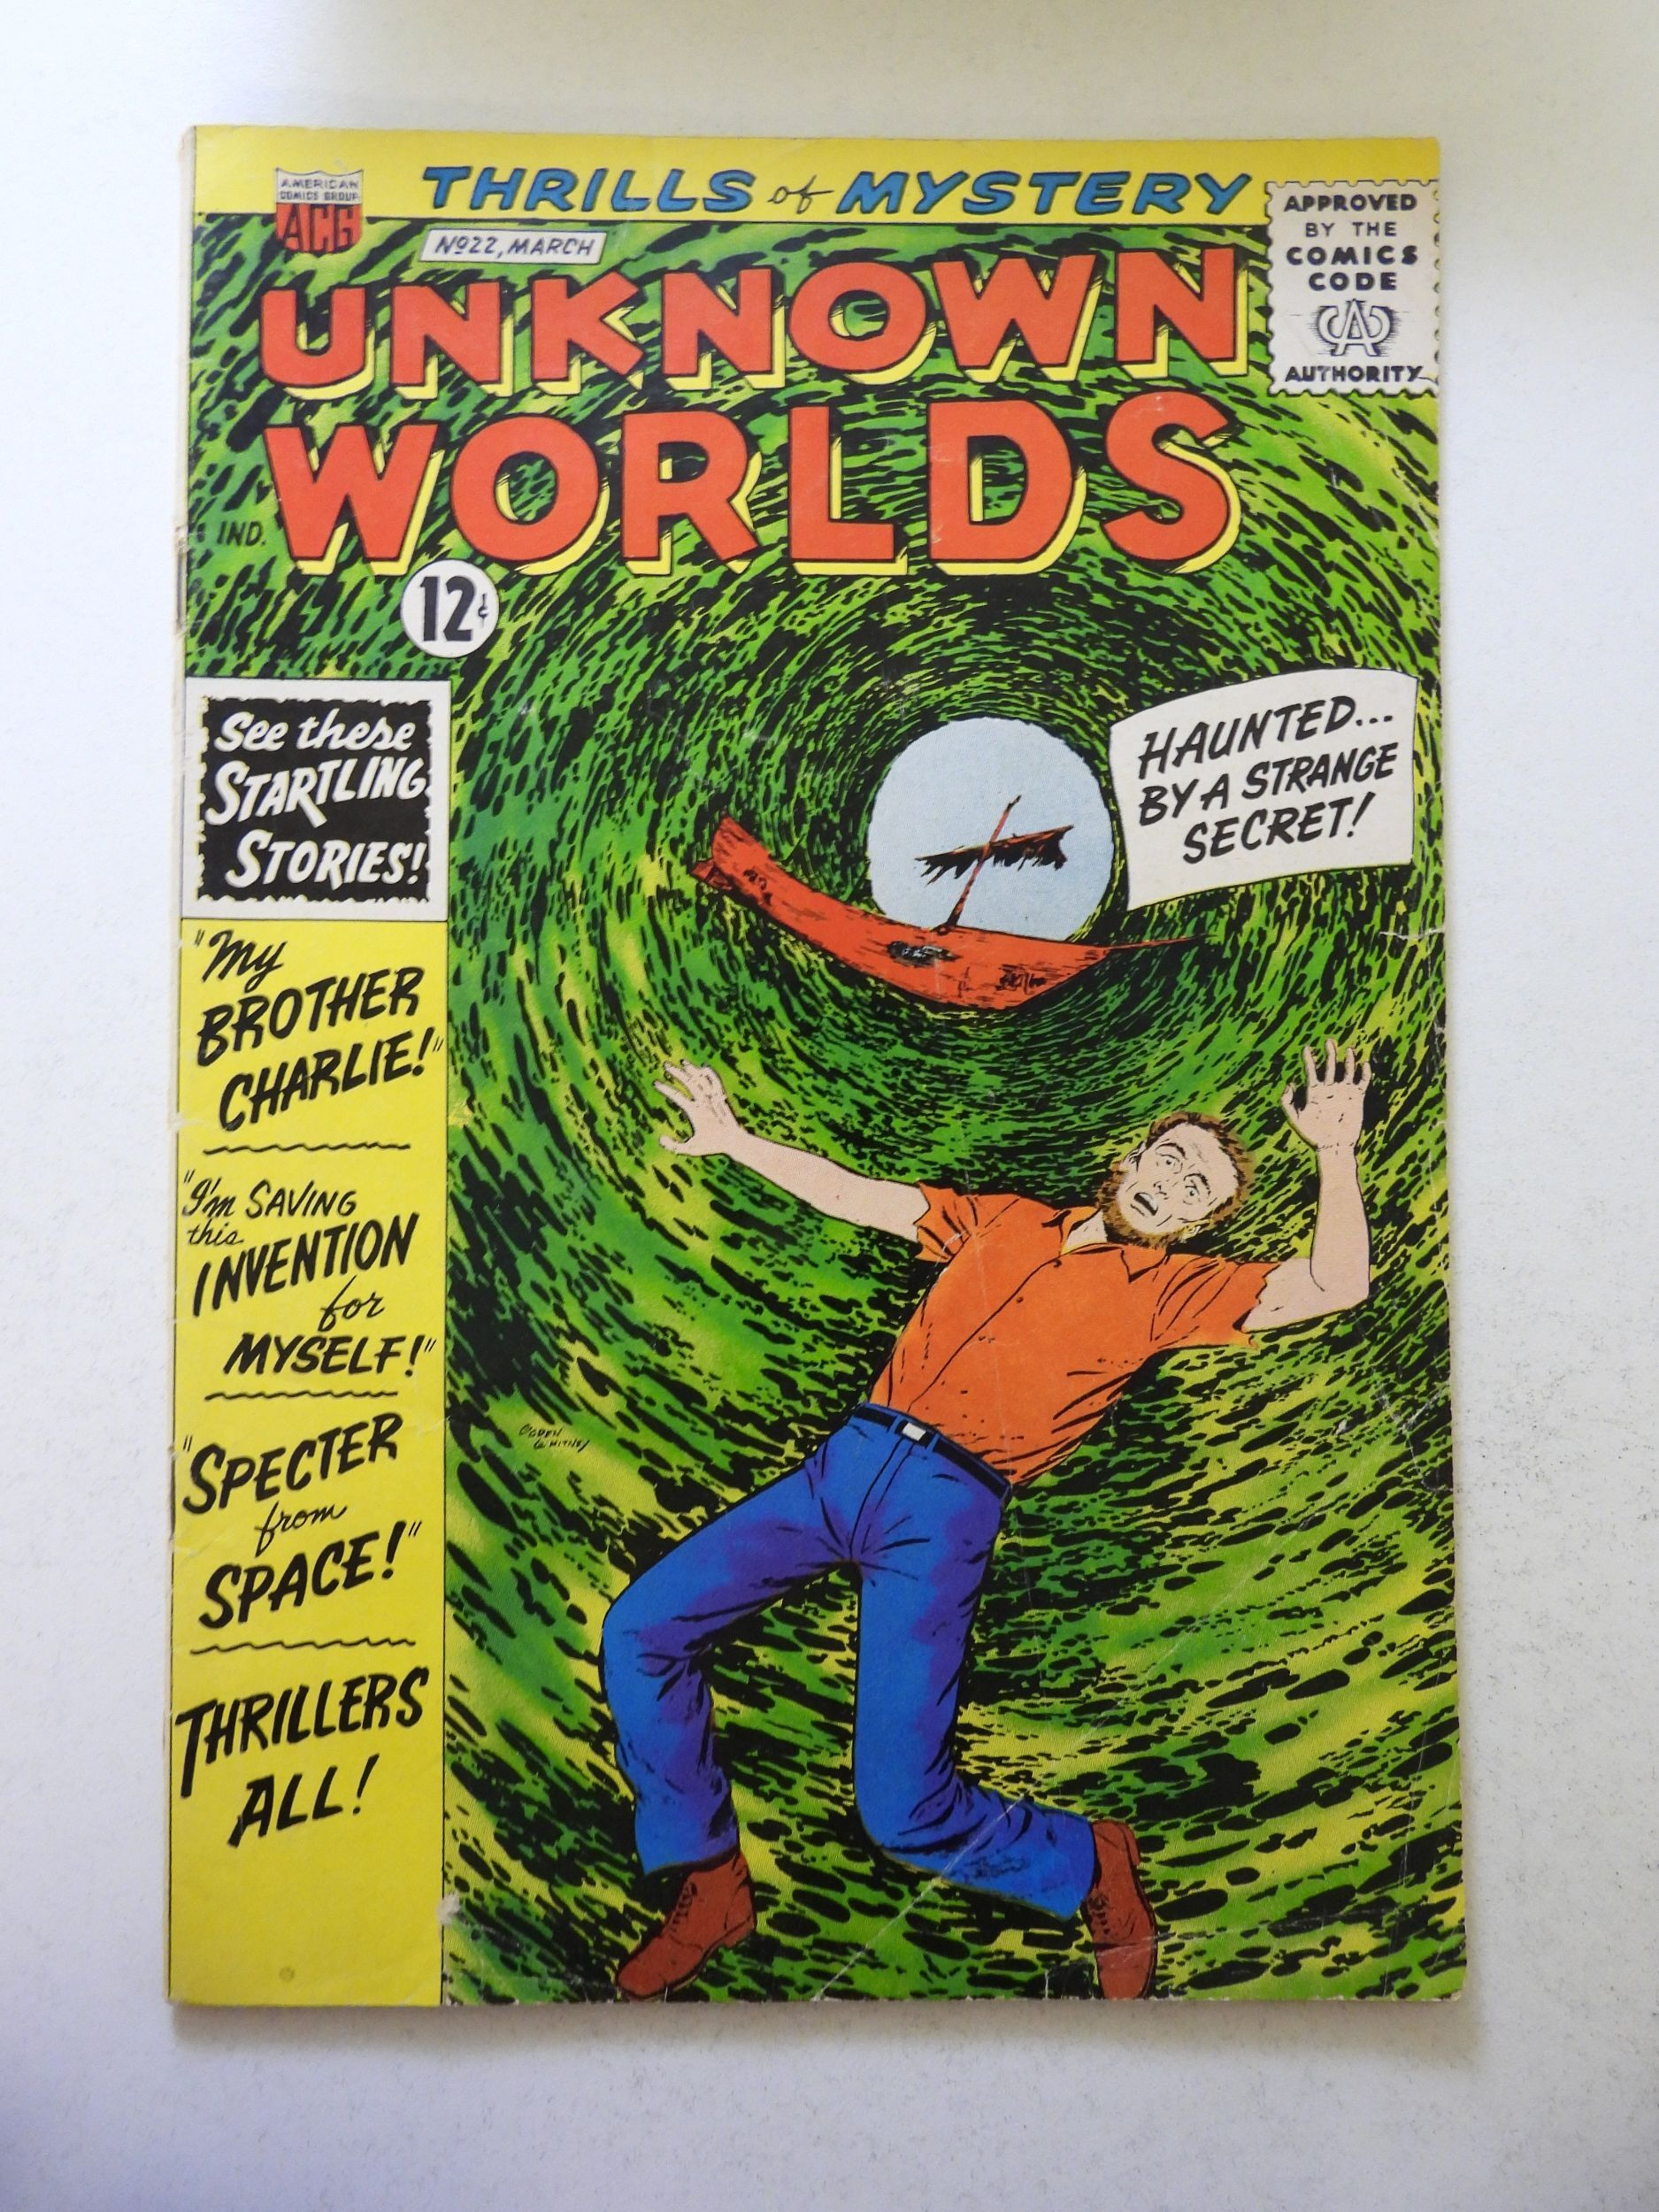 THRILLS of MYSTERY
AMERICAN
COMICS GROUP
ACG
No22, MARCH
APPROVED
BY THE
COMICS
CODE
CA
AUTHORITY
UNKNOWN
WORLDS
IND.
12¢
See these
STARTLING
STORIES!
HAUNTED...
BY A STRANGE
SECRET!
"My
BROTHER
CHARLIE!"
"I'm SAVING
this
INVENTION
for
MYSELF!"
"SPECTER
from
SPACE!"
THRILLERS
ALL!
OGDEN
WHITNEY